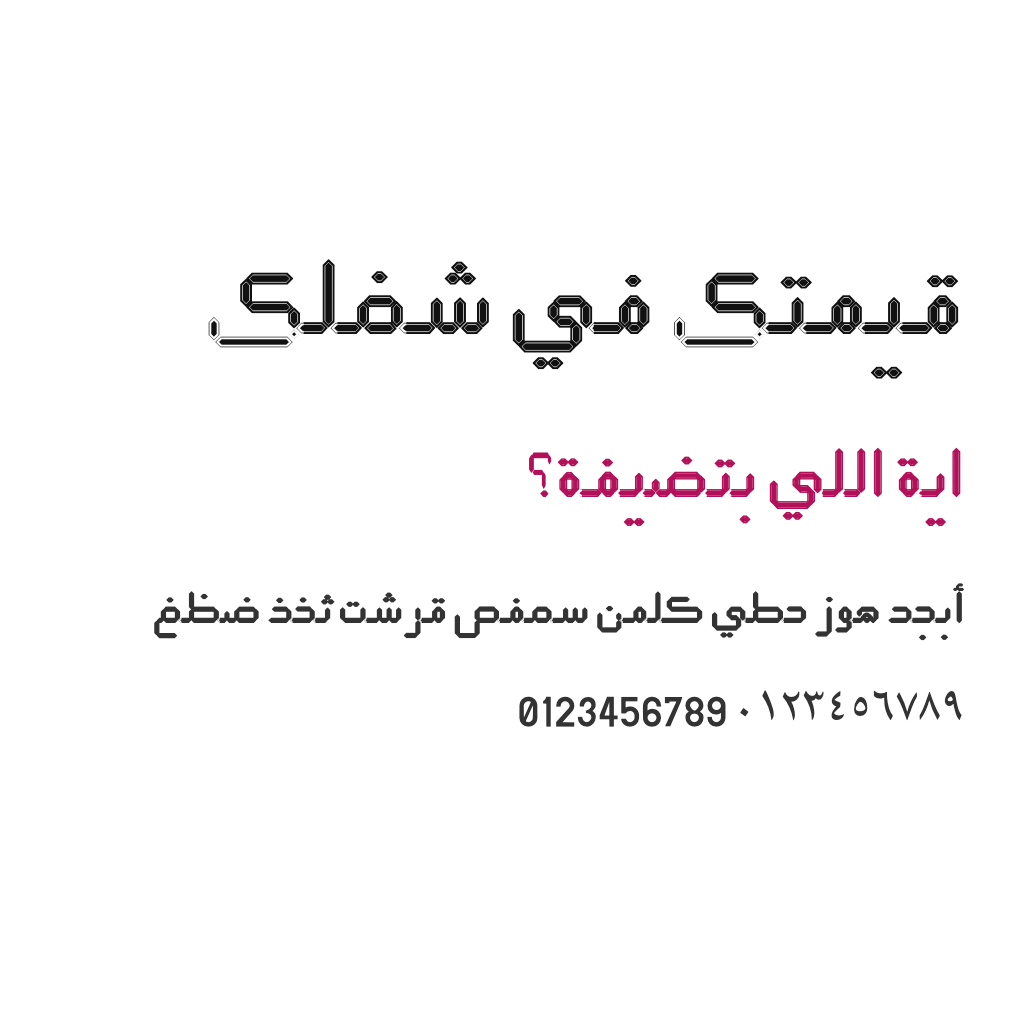 قيمتك في شغلك
اية اللي بتضيفة؟
أبجد هوز حطي كلمن سعفص قرشت ثخذ ضظغ
0123456789 ٠١٢٣٤٥٦٧٨٩